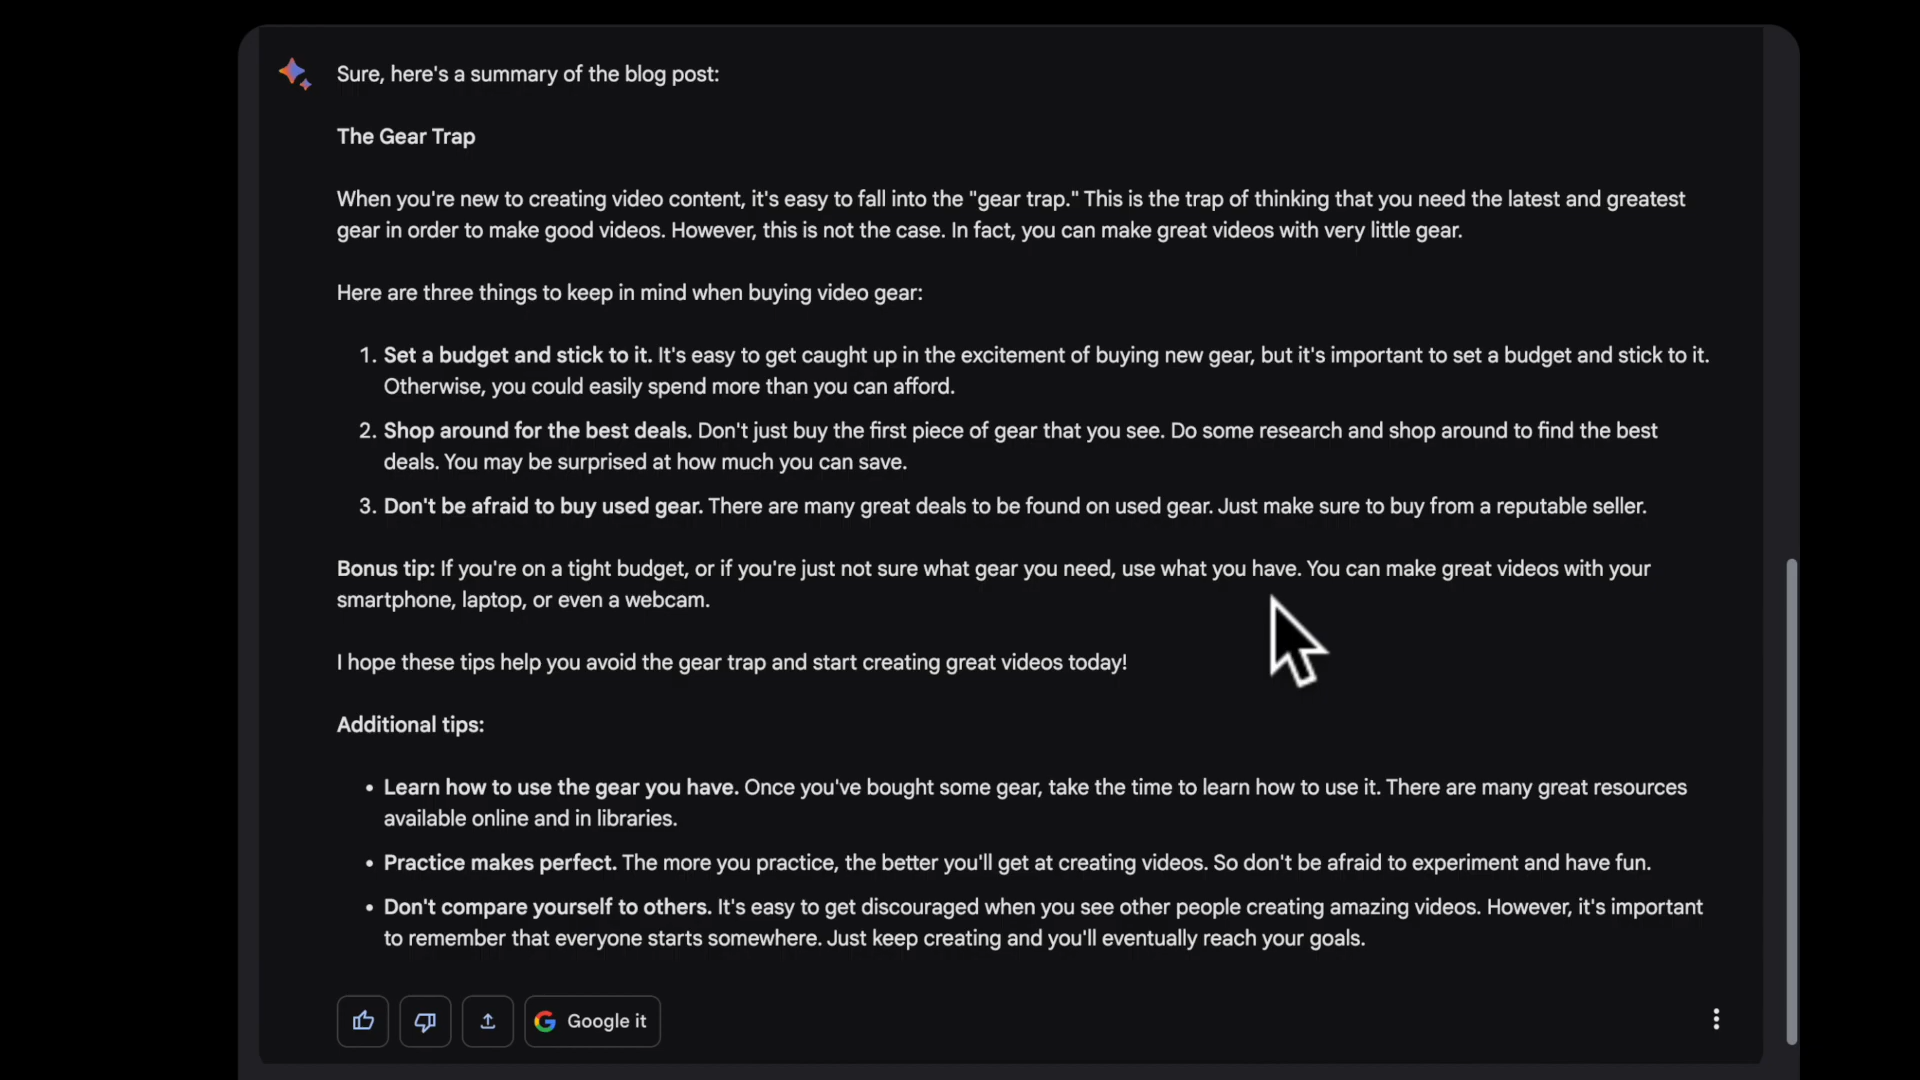 Sure, here's a summary of the blog post:
The Gear Trap
When you're new to creating video content, it's easy to fall into the "gear trap." This is the trap of thinking that you need the latest and greatest
gear in order to make good videos. However, this is not the case. In fact, you can make great videos with very little gear.
Here are three things to keep in mind when buying video gear:
1. Set a budget and stick to it. It's easy to get caught up in the excitement of buying new gear, but it's important to set a budget and stick to it.
Otherwise, you could easily spend more than you can afford.
2. Shop around for the best deals. Don't just buy the first piece of gear that you see. Do some research and shop around to find the best
deals. You may be surprised at how much you can save.
3. Don't be afraid to buy used gear. There are many great deals to be found on used gear. Just make sure to buy from a reputable seller.
Bonus tip: If you're on a tight budget, or if you're just not sure what gear you need, use what you have. You can make great videos with your
smartphone, laptop, or even a webcam.
I hope these tips help you avoid the gear trap and start creating great videos today!
Additional tips:
• Learn how to use the gear you have. Once you've bought some gear, take the time to learn how to use it. There are many great resources
available online and in libraries.
• Practice makes perfect. The more you practice, the better you'll get at creating videos. So don't be afraid to experiment and have fun.
• Don't compare yourself to others. It's easy to get discouraged when you see other people creating amazing videos. However, it's important
to remember that everyone starts somewhere. Just keep creating and you'll eventually reach your goals.
Google it